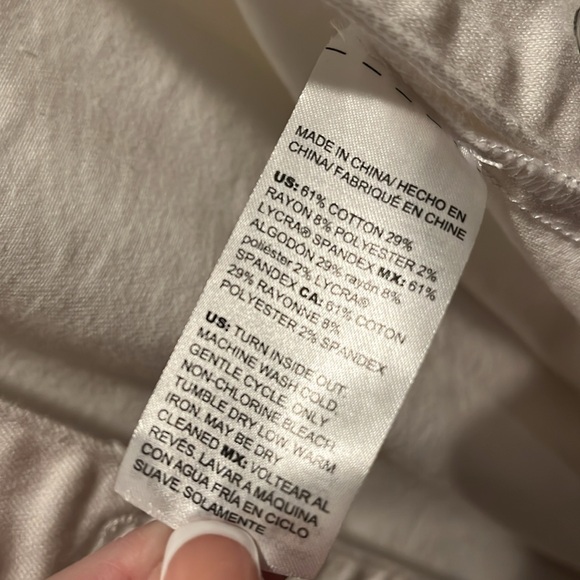 MADE IN CHINA/ HECHO EN
CHINA/ FABRIQUÉ EN CHINE
US: 61% COTTON 29%
RAYON 8% POLYESTER 2%
LYCRA® SPANDEX MX: 61%
ALGODÓN 29% rayón 8%
poliéster 2% LYCRA®
SPANDEX CA: 61% COTON
29% RAYONNE 8%
POLYESTER 2% SPANDEX
US: TURN INSIDE OUT.
MACHINE WASH COLD,
GENTLE CYCLE. ONLY
NON-CHLORINE BLEACH.
TUMBLE DRY LOW. WARM
IRON. MAY BE DRY
CLEANED MX: VOLTEAR AL
REVÉS. LAVAR A MÁQUINA
CON AGUA FRÍA EN CICLO
SUAVE. SOLAMENTE